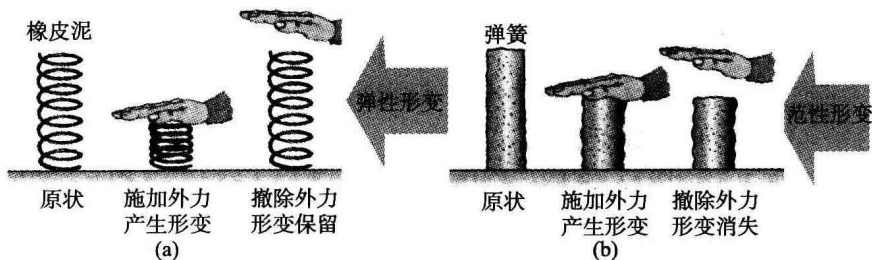 橡皮泥
弹性形变
原状
施加外力
产生形变
撤除外力
形变保留
(a)
弹簧
范性形变
原状
施加外力
产生形变
撤除外力
形变消失
(b)